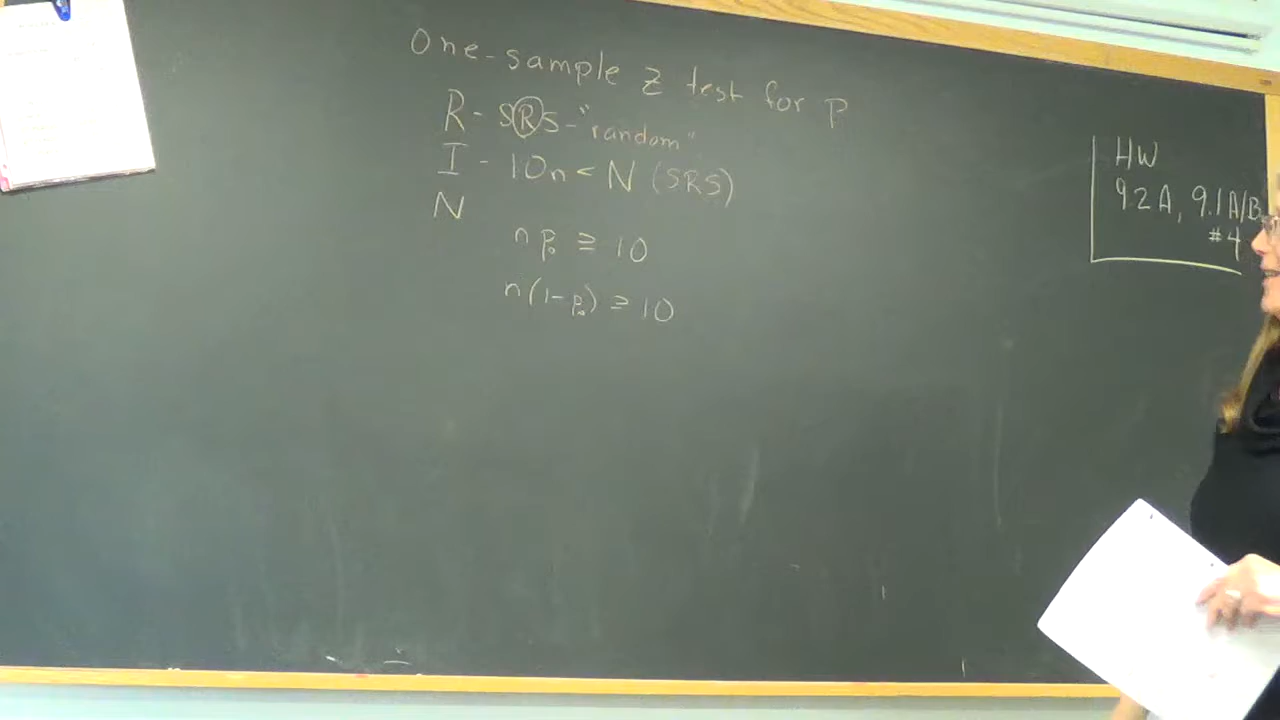 One-sample z test for p
R - SRS - "random"
I - 10n < N (SRS)
N
np₀ ≥ 10
n(1-p₀) ≥ 10
HW
9.2A, 9.1A/B
#4